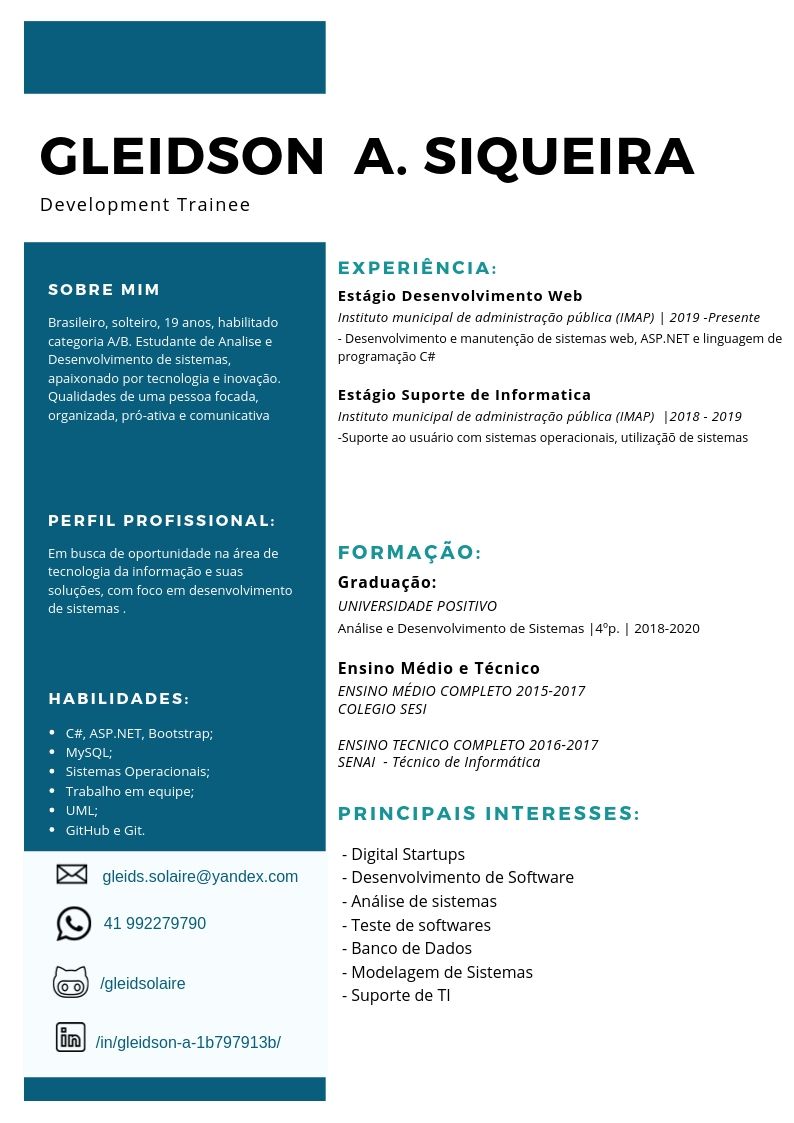 GLEIDSON A. SIQUEIRA
Development Trainee
SOBRE MIM
Brasileiro, solteiro, 19 anos, habilitado
categoria A/B. Estudante de Analise e
Desenvolvimento de sistemas,
apaixonado por tecnologia e inovação.
Qualidades de uma pessoa focada,
organizada, pró-ativa e comunicativa
PERFIL PROFISSIONAL:
Em busca de oportunidade na área de
tecnologia da informação e suas
soluções, com foco em desenvolvimento
de sistemas .
HABILIDADES:
• C#, ASP.NET, Bootstrap;
• MySQL;
• Sistemas Operacionais;
• Trabalho em equipe;
• UML;
• GitHub e Git.
gleids.solaire@yandex.com
41 992279790
/gleidsolaire
/in/gleidson-a-1b797913b/
EXPERIÊNCIA:
Estágio Desenvolvimento Web
Instituto municipal de administração pública (IMAP) | 2019 -Presente
- Desenvolvimento e manutenção de sistemas web, ASP.NET e linguagem de
programação C#
Estágio Suporte de Informatica
Instituto municipal de administração pública (IMAP) |2018 - 2019
-Suporte ao usuário com sistemas operacionais, utilização de sistemas
FORMAÇÃO:
Graduação:
UNIVERSIDADE POSITIVO
Análise e Desenvolvimento de Sistemas |4ºp. | 2018-2020
Ensino Médio e Técnico
ENSINO MÉDIO COMPLETO 2015-2017
COLEGIO SESI
ENSINO TECNICO COMPLETO 2016-2017
SENAI - Técnico de Informática
PRINCIPAIS INTERESSES:
- Digital Startups
- Desenvolvimento de Software
- Análise de sistemas
- Teste de softwares
- Banco de Dados
- Modelagem de Sistemas
- Suporte de TI